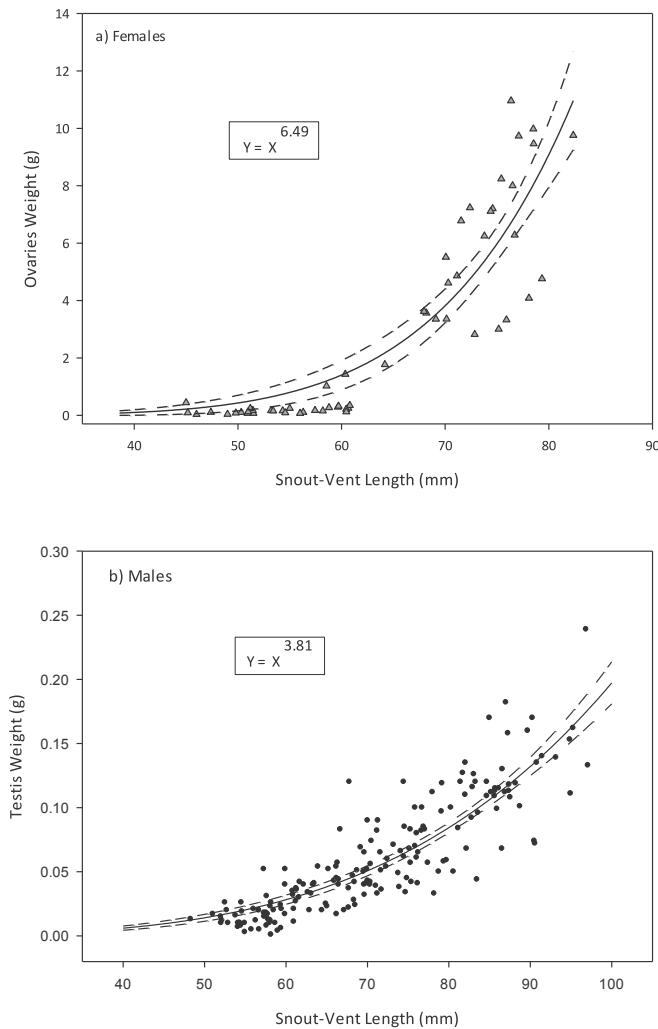 14
a) Females
12
6.49
10
Y = X
8
6
4
2
0
Ovaries Weight (g)
40 50 60 70 80 90
Snout-Vent Length (mm)
0.30
b) Males
0.25
3.81
Y = X
0.20
0.15
0.10
0.05
0.00
Testis Weight (g)
40 50 60 70 80 90 100
Snout-Vent Length (mm)